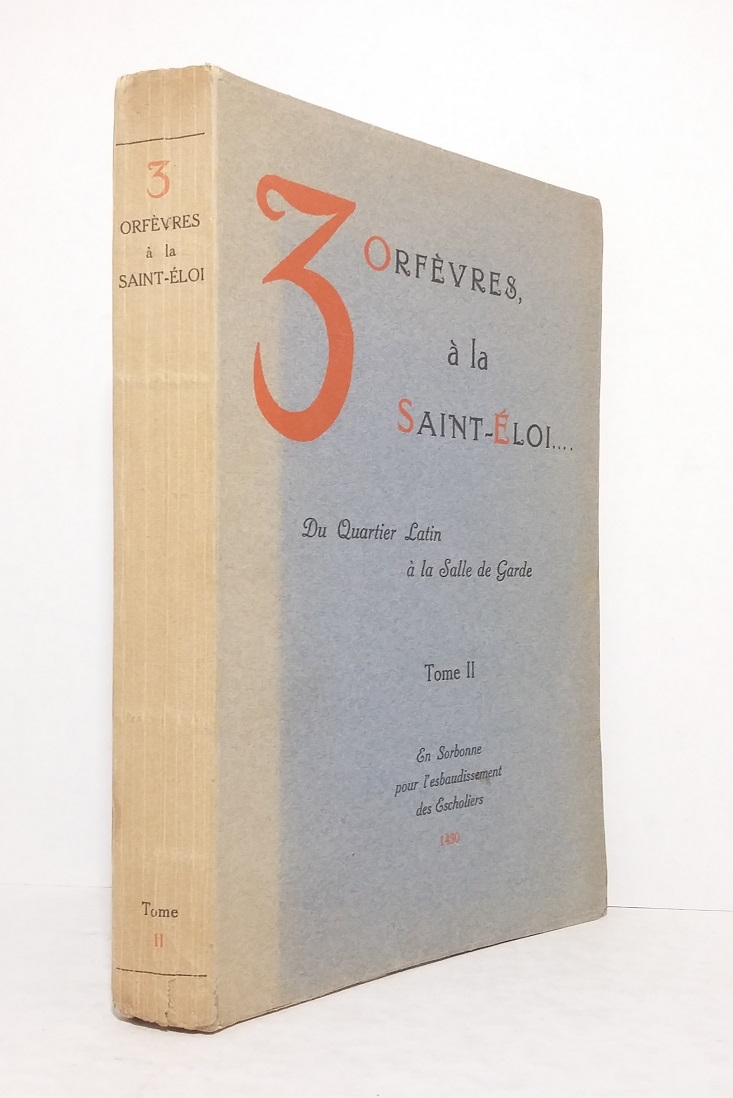 3
ORFÈVRES
à la
SAINT-ÉLOI
Tome
II
3 ORFÈVRES,
à la
SAINT-ÉLOI....
Du Quartier Latin
à la Salle de Garde
Tome II
En Sorbonne
pour l'esbaudissement
des Escholiers
1450